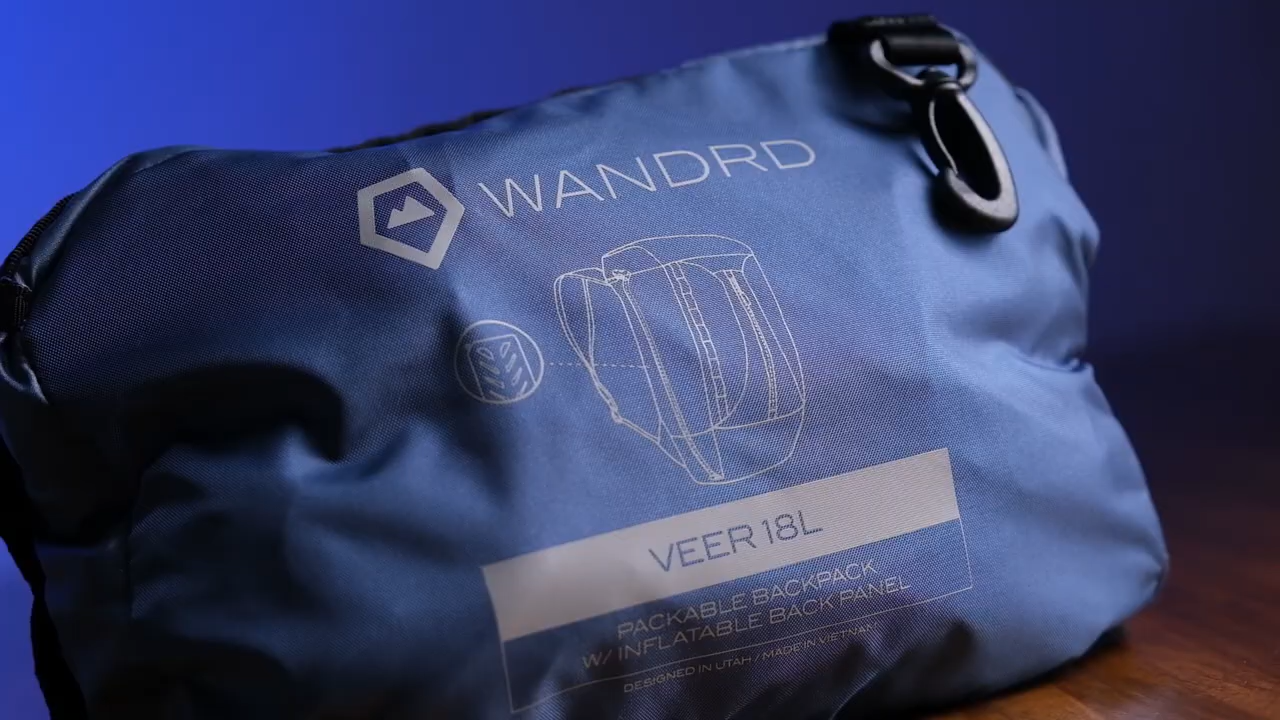 WANDRD
VEER 18L
PACKABLE BACKPACK
W/ INFLATABLE BACK PANEL
DESIGNED IN UTAH / MADE IN VIETNAM